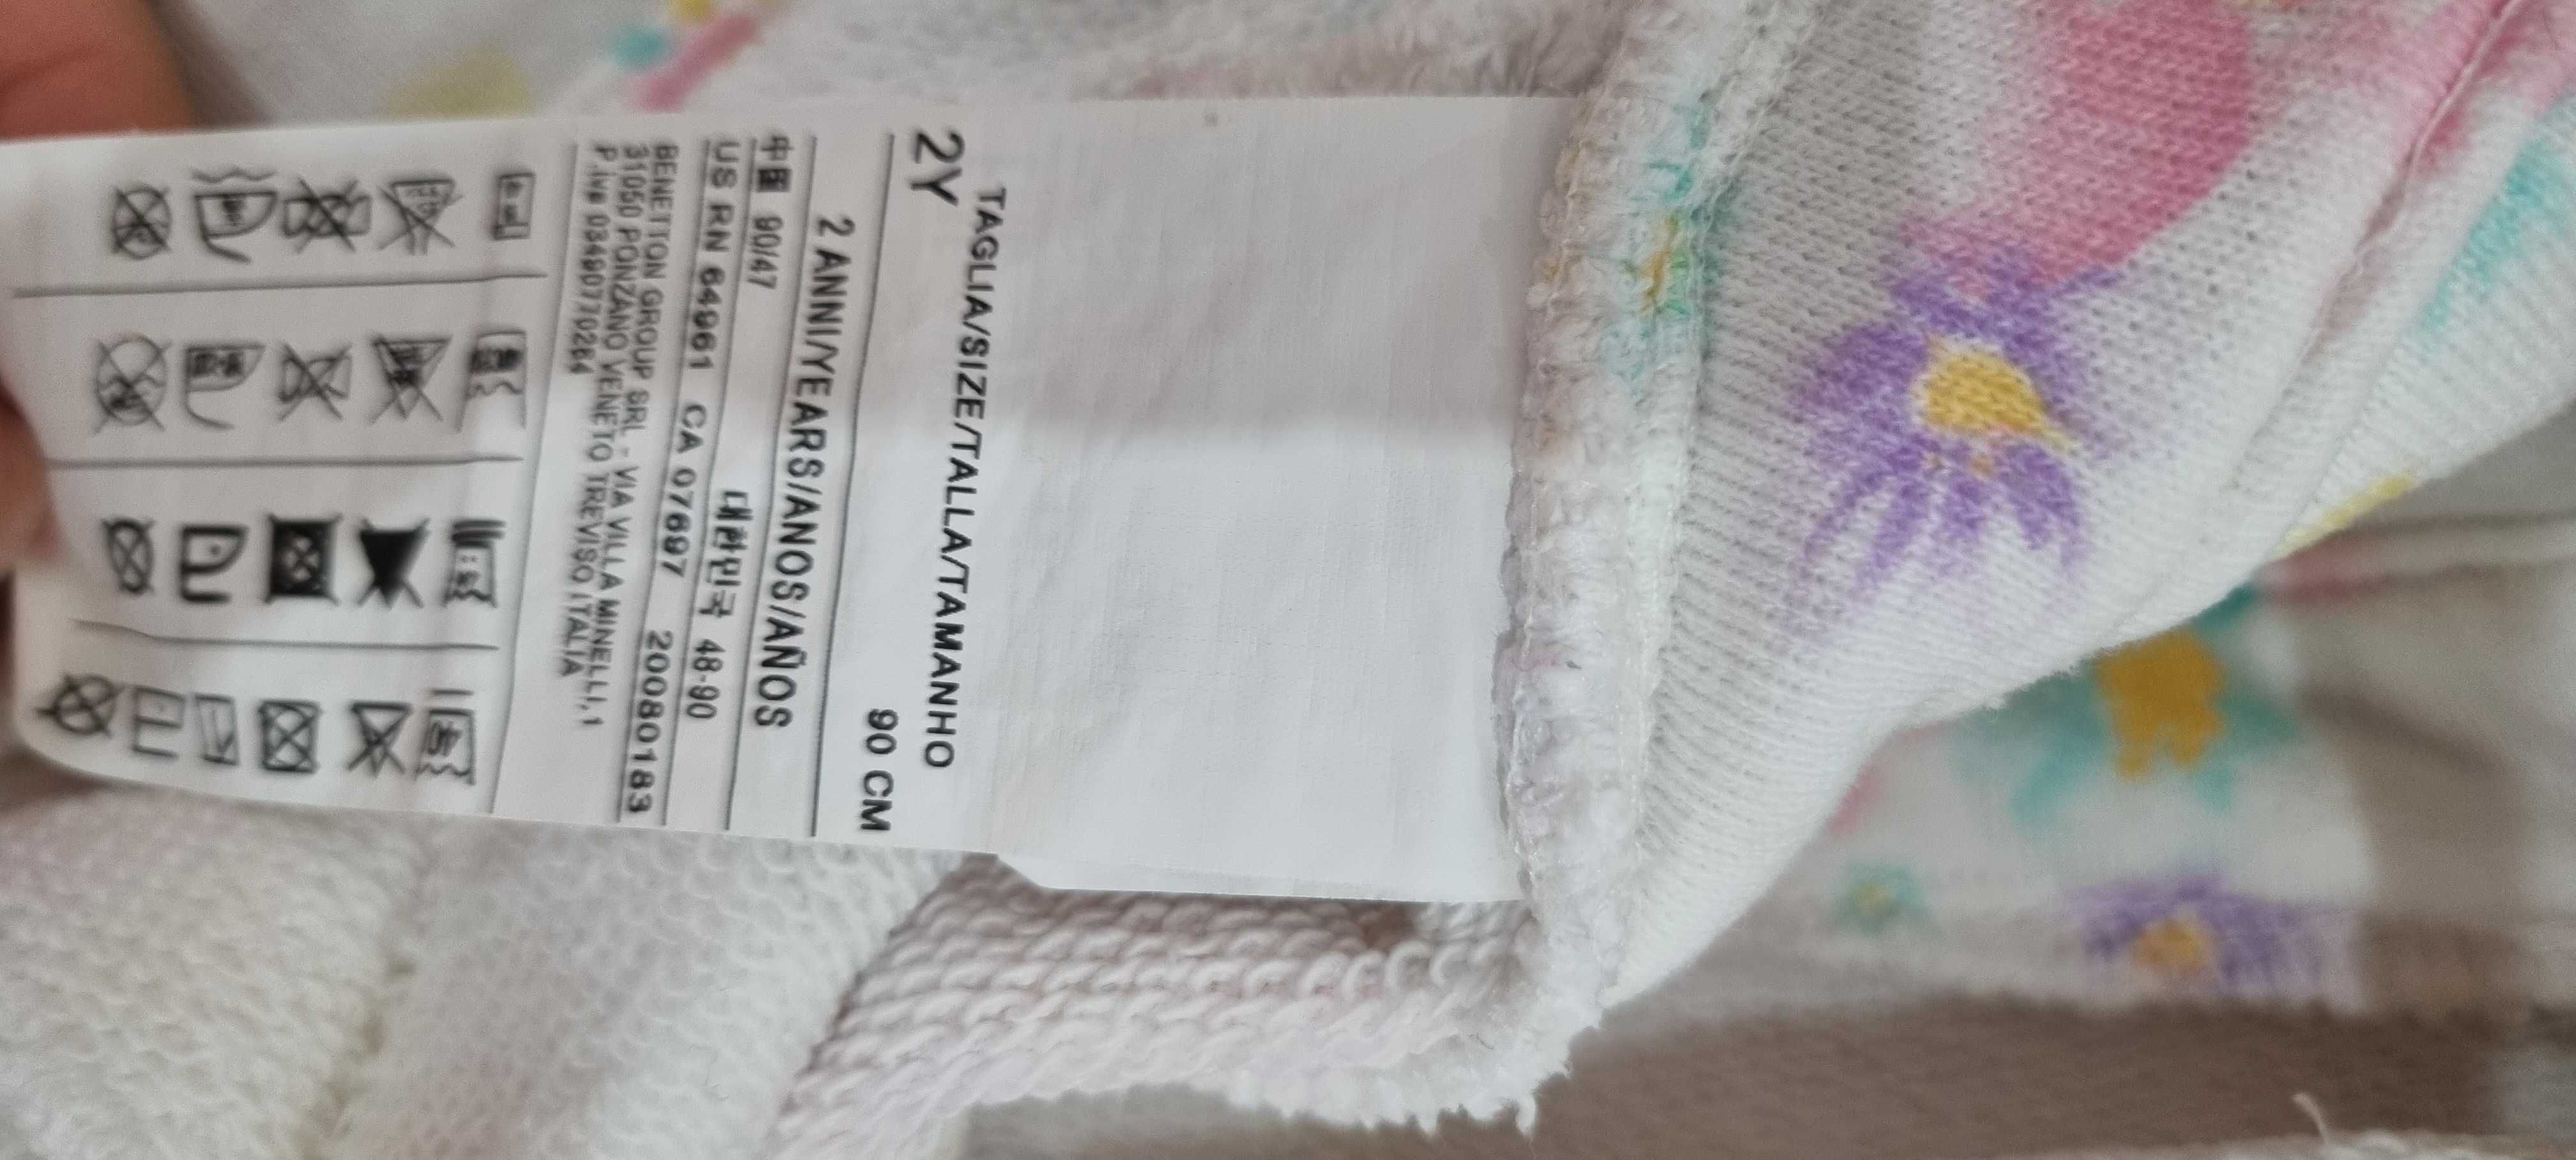 TAGLIA/SIZE/TALLA/TAMANHO
2Y 90 CM
2 ANNI/YEARS/ANOS/AÑOS
中国 90/47 대한민국 48-90
US RN 64961 CA 07697 20080183
BENETTON GROUP SRL - VIA VILLA MINELLI,1
31050 PONZANO VENETO TREVISO ITALIA
P.iva 03490770264